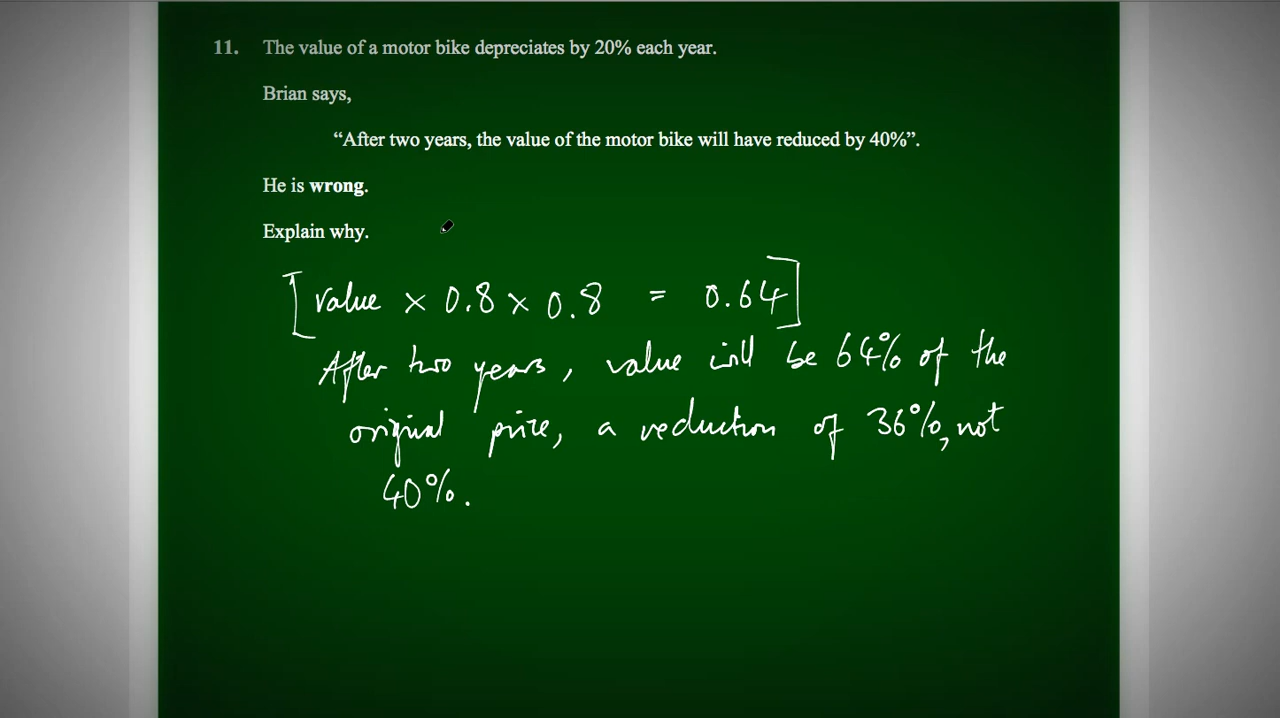 11. The value of a motor bike depreciates by 20% each year.
Brian says,
“After two years, the value of the motor bike will have reduced by 40%”.
He is wrong.
Explain why.
[value × 0.8 × 0.8 = 0.64]
After two years, value will be 64% of the
original price, a reduction of 36%, not
40%.